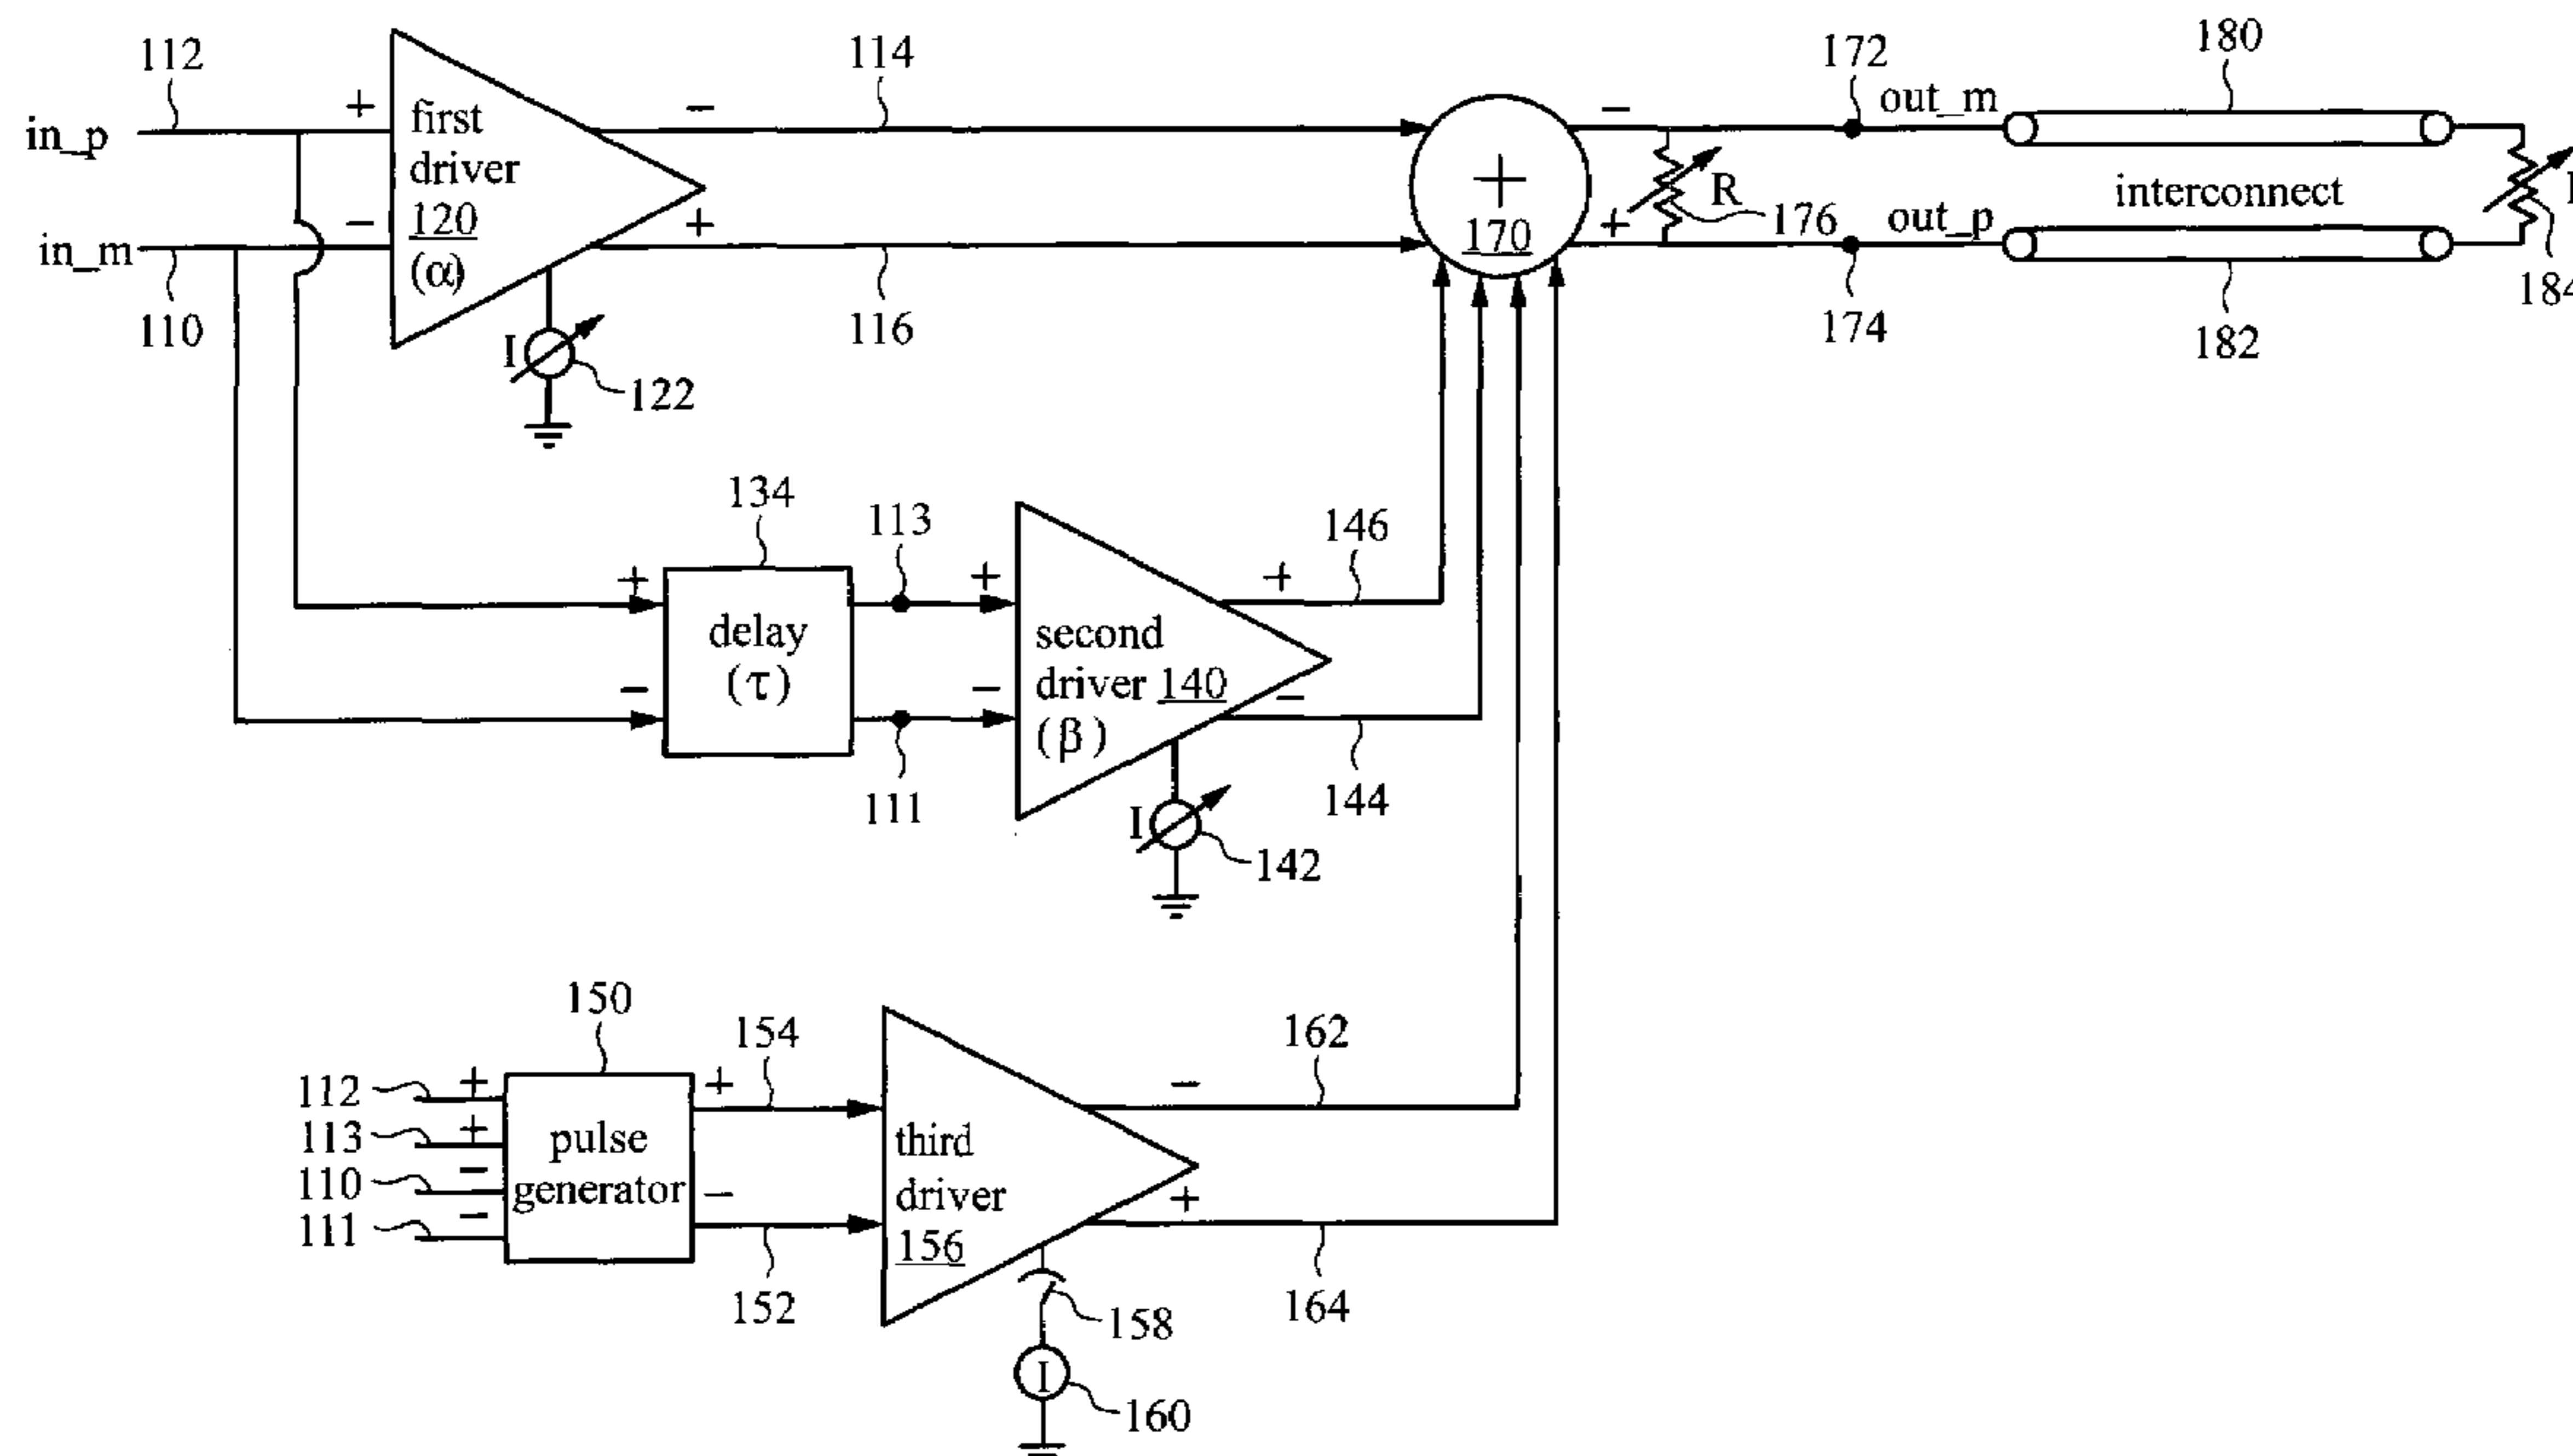 112
in_p
in_m
110
+
−
first
driver
120
(α)
−
+
I
122
114
116
+
170
−
+
R
176
172
out_m
out_p
174
180
interconnect
182
184
134
+
−
delay
(τ)
113
111
+
−
second
driver 140
(β)
+
−
I
142
146
144
150
112
113
110
111
+
+
−
−
pulse
generator
+
−
154
152
third
driver
156
−
+
158
I
160
162
164